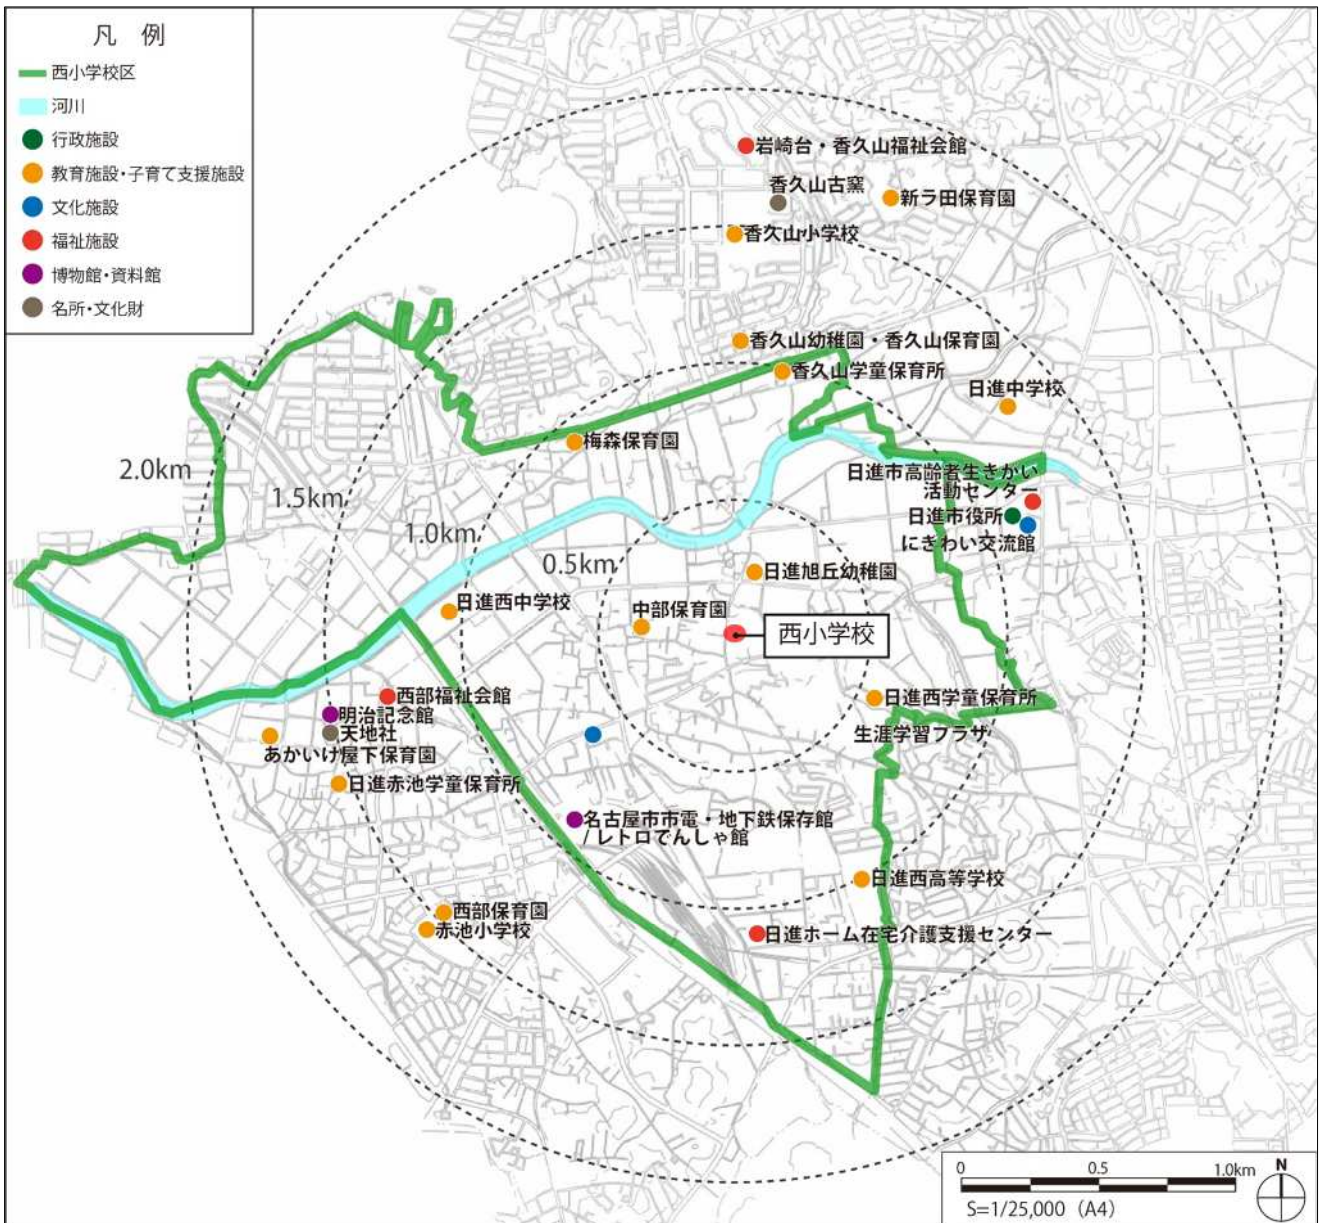 凡 例
西小学校区
河川
行政施設
教育施設・子育て支援施設
文化施設
福祉施設
博物館・資料館
名所・文化財
岩崎台・香久山福祉会館
香久山古窯
新ラ田保育園
香久山小学校
香久山幼稚園・香久山保育園
香久山学童保育所
日進中学校
梅森保育園
2.0km
1.5km
1.0km
0.5km
日進市高齢者生きかい
活動センター
日進市役所
にきわい交流館
日進旭丘幼稚園
日進西中学校
中部保育園
西小学校
西部福祉会館
明治記念館
天地社
あかいけ屋下保育園
日進赤池学童保育所
日進西学童保育所
生涯学習プラザ
名古屋市市電・地下鉄保存館
/ レトロでんしゃ館
日進西高等学校
西部保育園
赤池小学校
日進ホーム在宅介護支援センター
0 0.5 1.0km
N
S=1/25,000（A4）